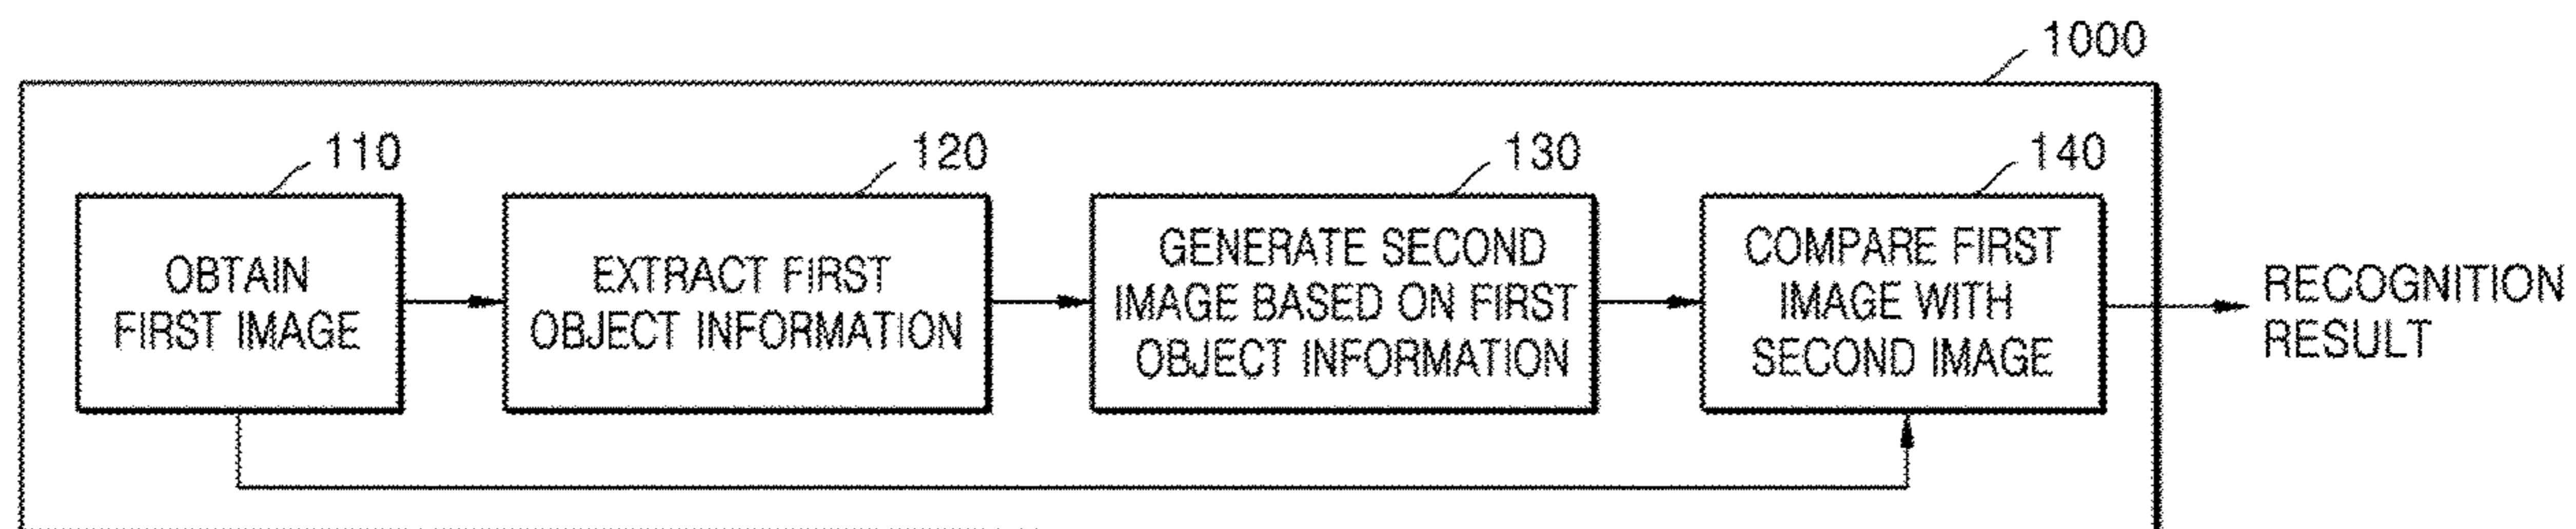 1000
110
120
130
140
OBTAIN
FIRST IMAGE
EXTRACT FIRST
OBJECT INFORMATION
GENERATE SECOND
IMAGE BASED ON FIRST
OBJECT INFORMATION
COMPARE FIRST
IMAGE WITH
SECOND IMAGE
RECOGNITION
RESULT